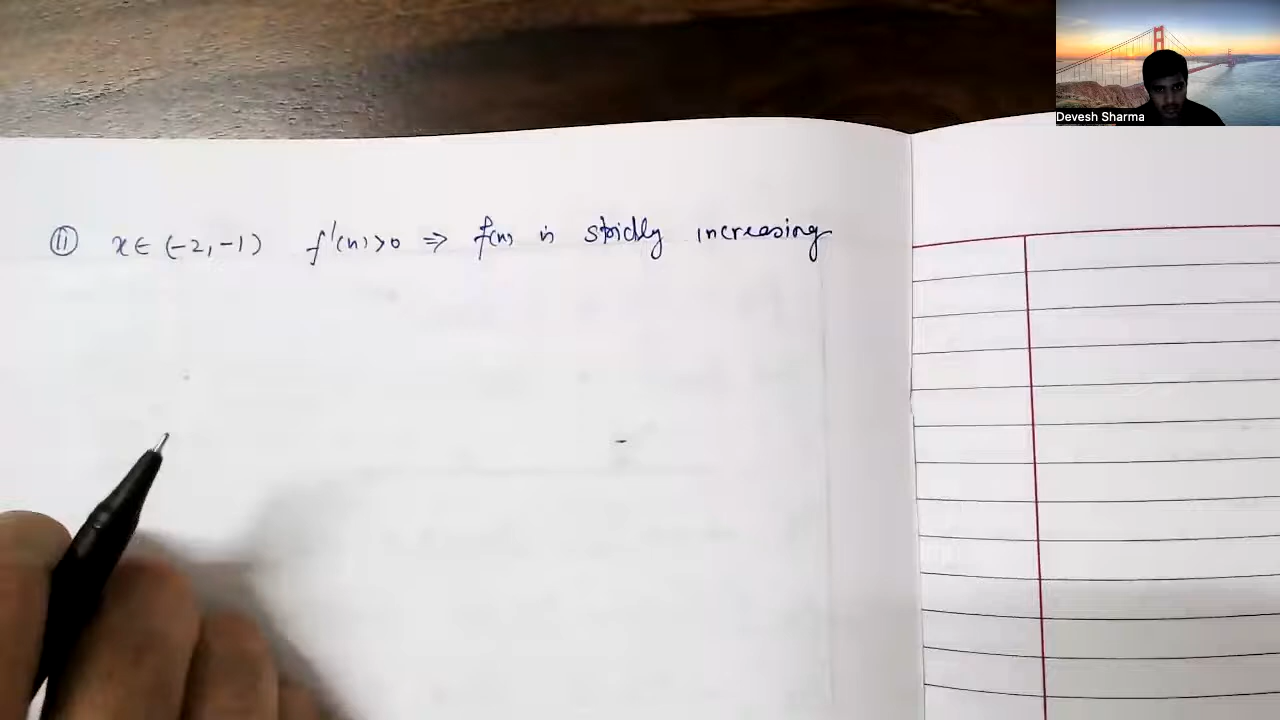 Devesh Sharma
⑪ x ∈ (-2, -1) f'(x) > 0 ⇒ f(x) is strictly increasing